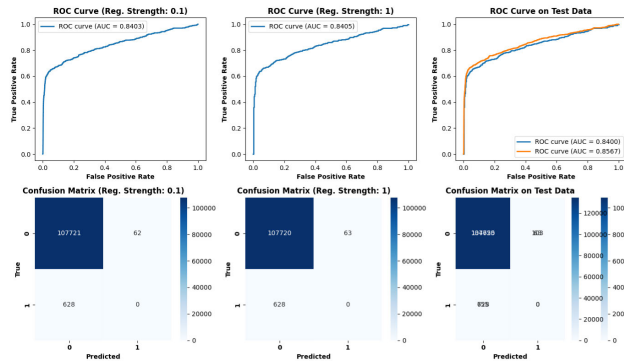 ROC Curve (Reg. Strength: 0.1)
ROC curve (AUC = 0.8403)
True Positive Rate
1.0
0.8
0.6
0.4
0.2
0.0
0.0 0.2 0.4 0.6 0.8 1.0
False Positive Rate
ROC Curve (Reg. Strength: 1)
ROC curve (AUC = 0.8405)
True Positive Rate
1.0
0.8
0.6
0.4
0.2
0.0
0.0 0.2 0.4 0.6 0.8 1.0
False Positive Rate
ROC Curve on Test Data
True Positive Rate
1.0
0.8
0.6
0.4
0.2
0.0
ROC curve (AUC = 0.8400)
ROC curve (AUC = 0.8567)
0.0 0.2 0.4 0.6 0.8 1.0
False Positive Rate
Confusion Matrix (Reg. Strength: 0.1)
True
0
1
107721 62
628 0
0 1
Predicted
100000
80000
60000
40000
20000
0
Confusion Matrix (Reg. Strength: 1)
True
0
1
107720 63
628 0
0 1
Predicted
100000
80000
60000
40000
20000
0
Confusion Matrix on Test Data
True
0
1
0
0 1
Predicted
120000
100000
80000
60000
40000
20000
0
100000
80000
60000
40000
20000
0